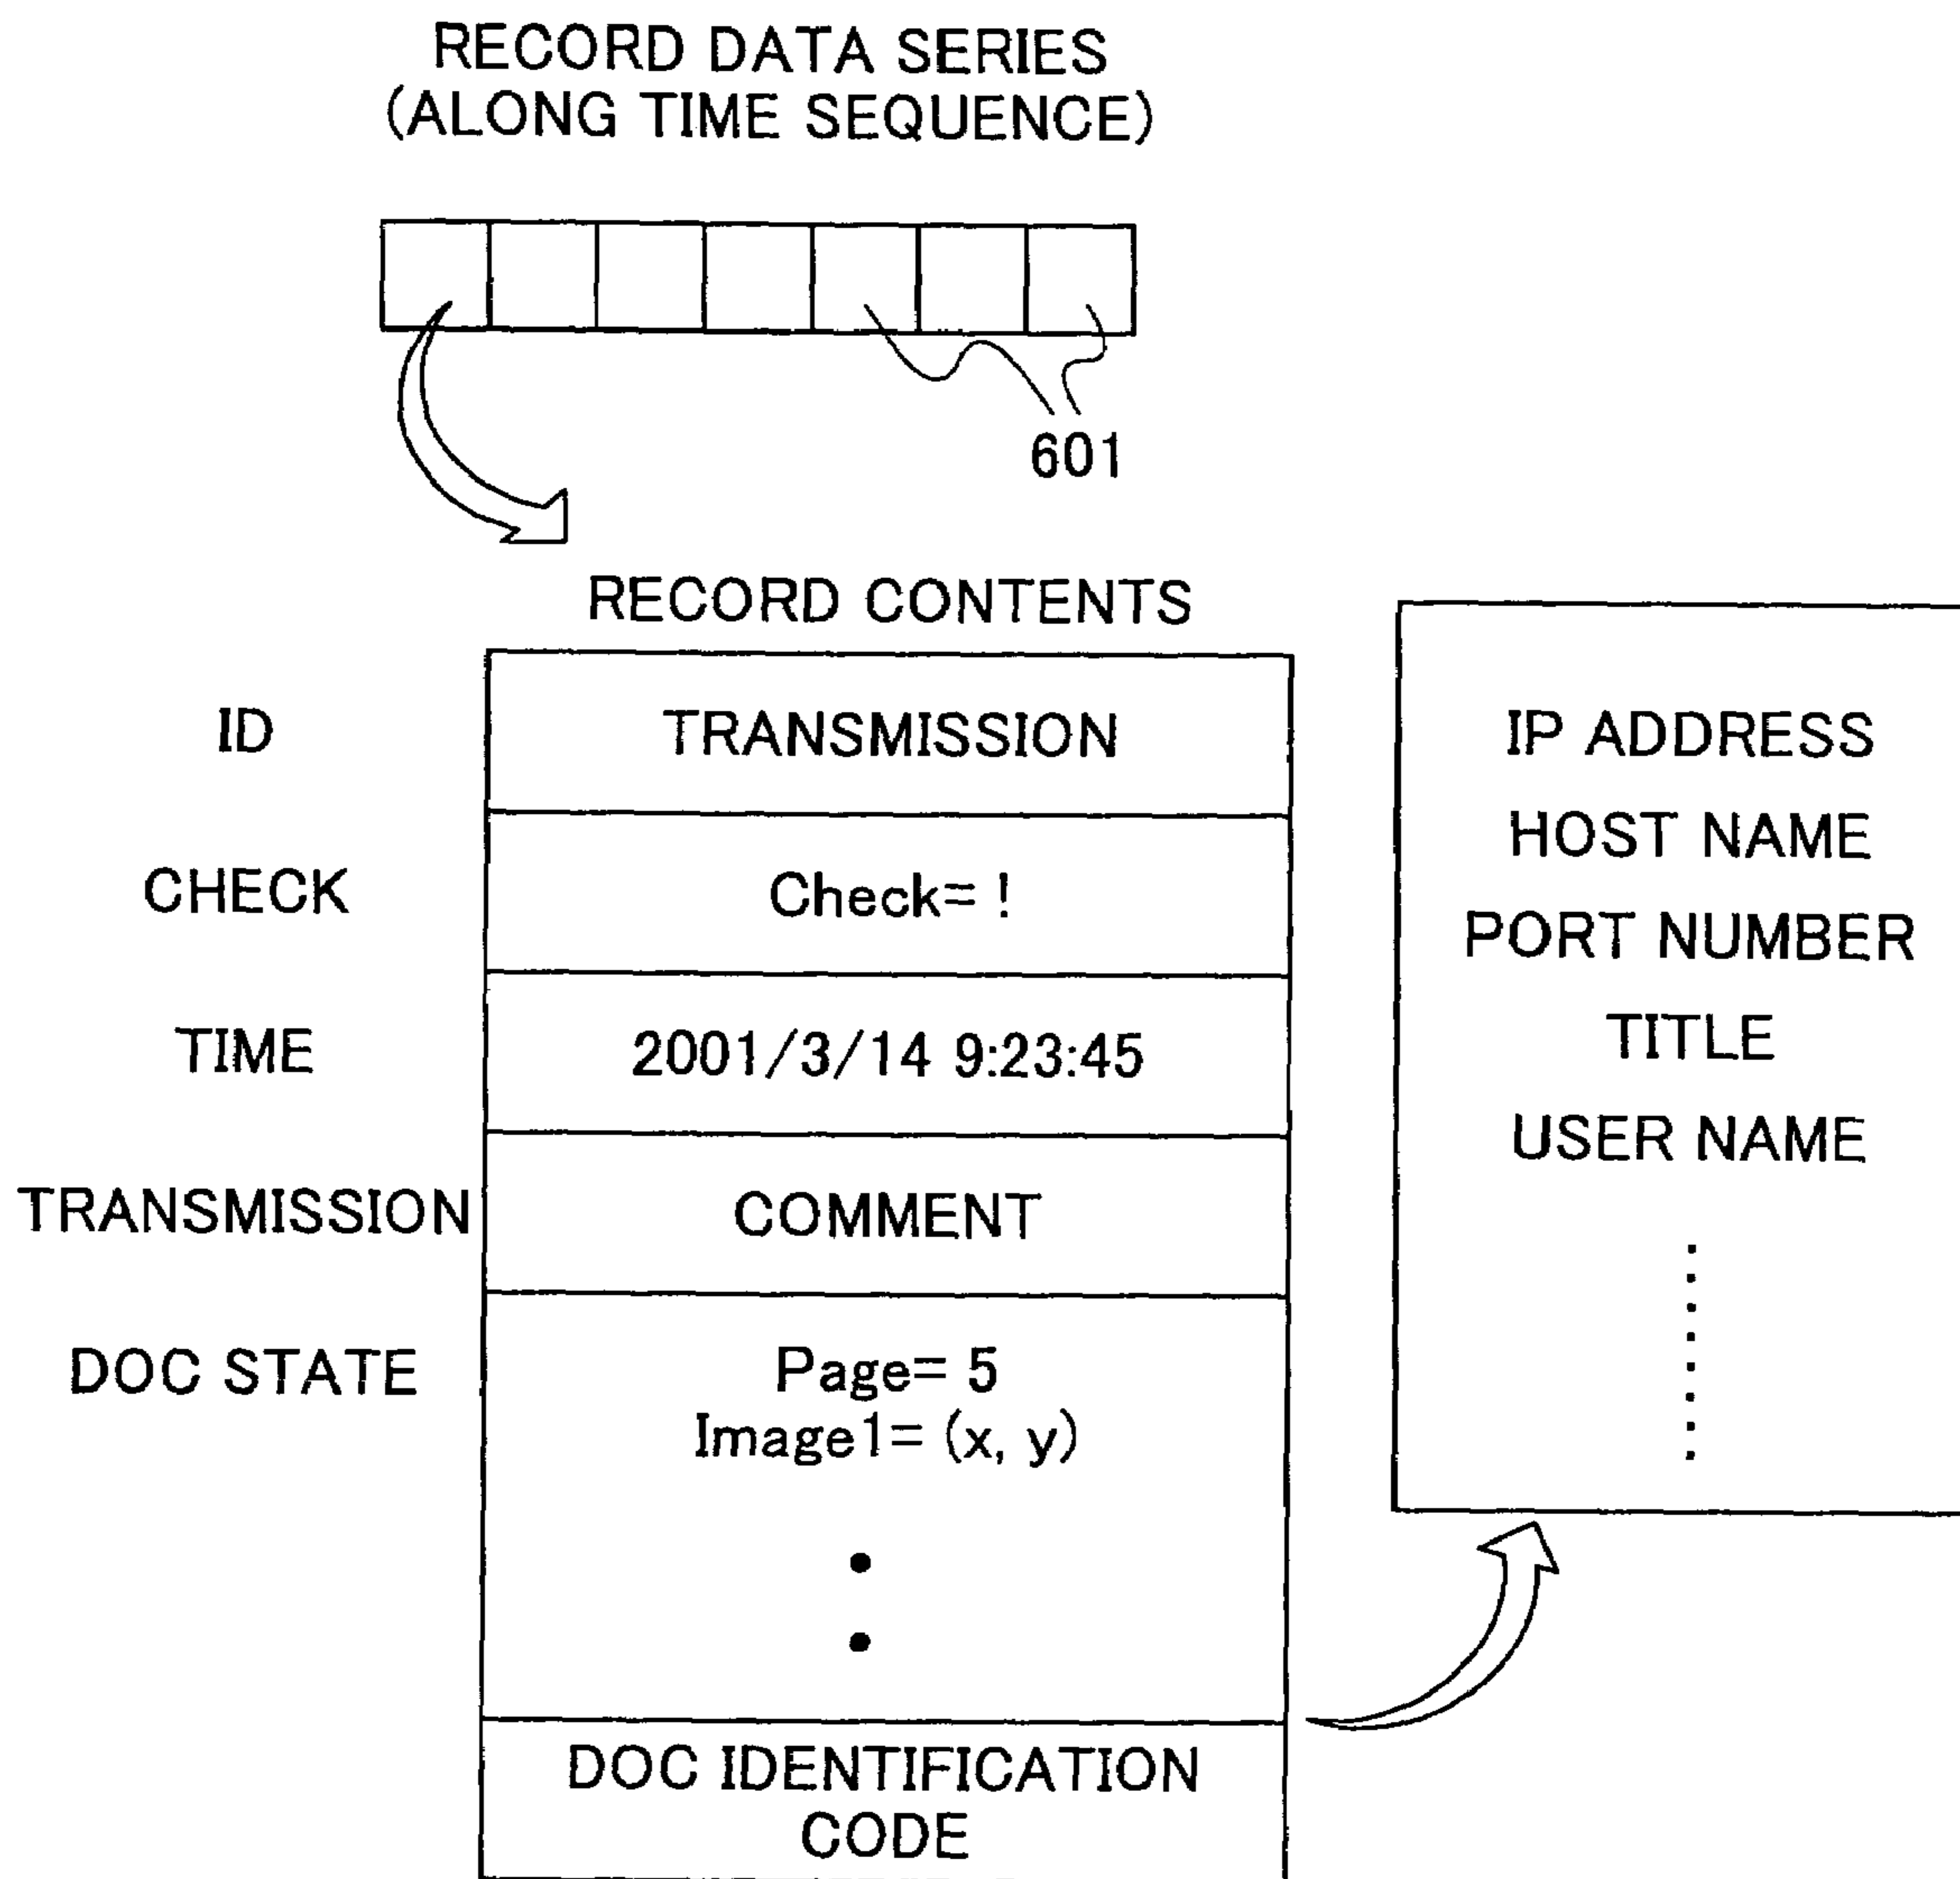 RECORD DATA SERIES
(ALONG TIME SEQUENCE)
601
RECORD CONTENTS
ID
TRANSMISSION
CHECK
Check= !
TIME
2001/3/14 9:23:45
TRANSMISSION
COMMENT
DOC STATE
Page= 5
Image1= (x, y)
DOC IDENTIFICATION
CODE
IP ADDRESS
HOST NAME
PORT NUMBER
TITLE
USER NAME